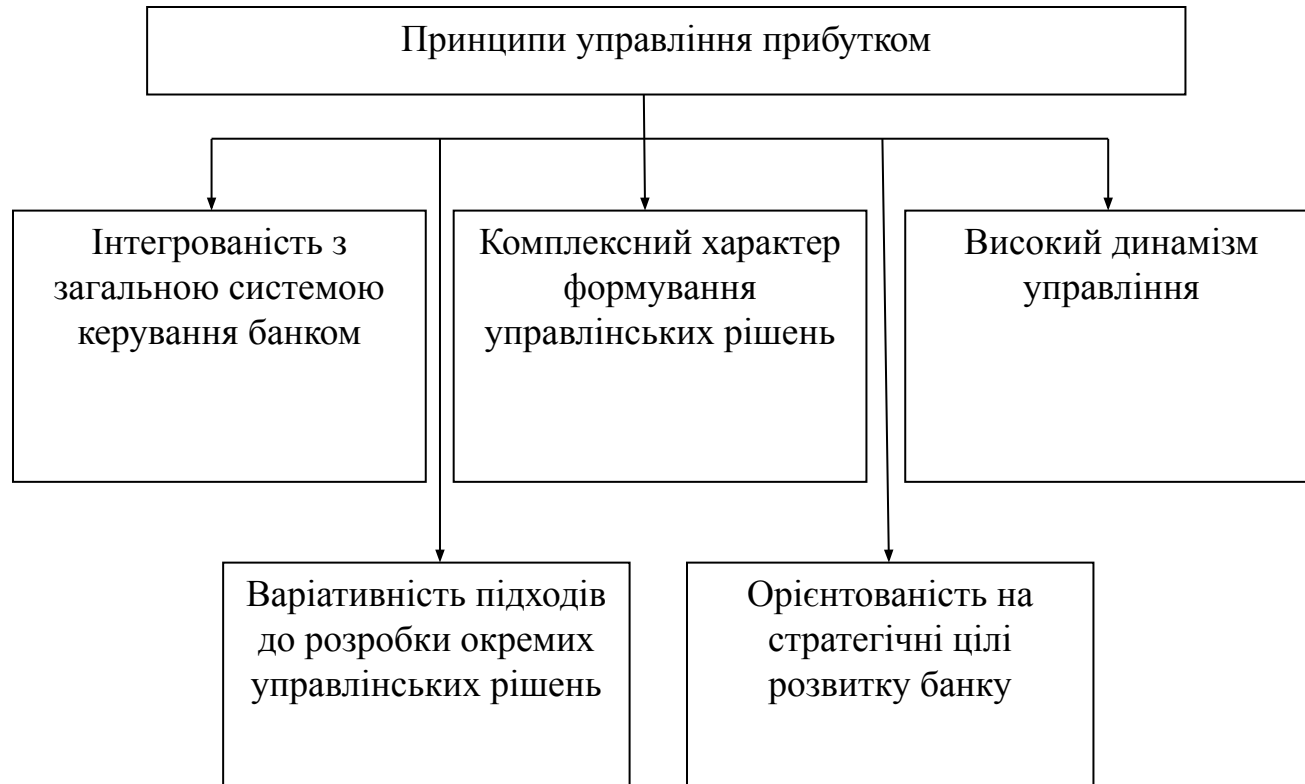 Принципи управління прибутком
Інтегрованість з
загальною системою
керування банком
Комплексний характер
формування
управлінських рішень
Високий динамізм
управління
Варіативність підходів
до розробки окремих
управлінських рішень
Орієнтованість на
стратегічні цілі
розвитку банку